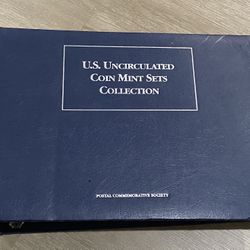 U.S. Uncirculated
Coin Mint Sets
Collection
Postal Commemorative Society